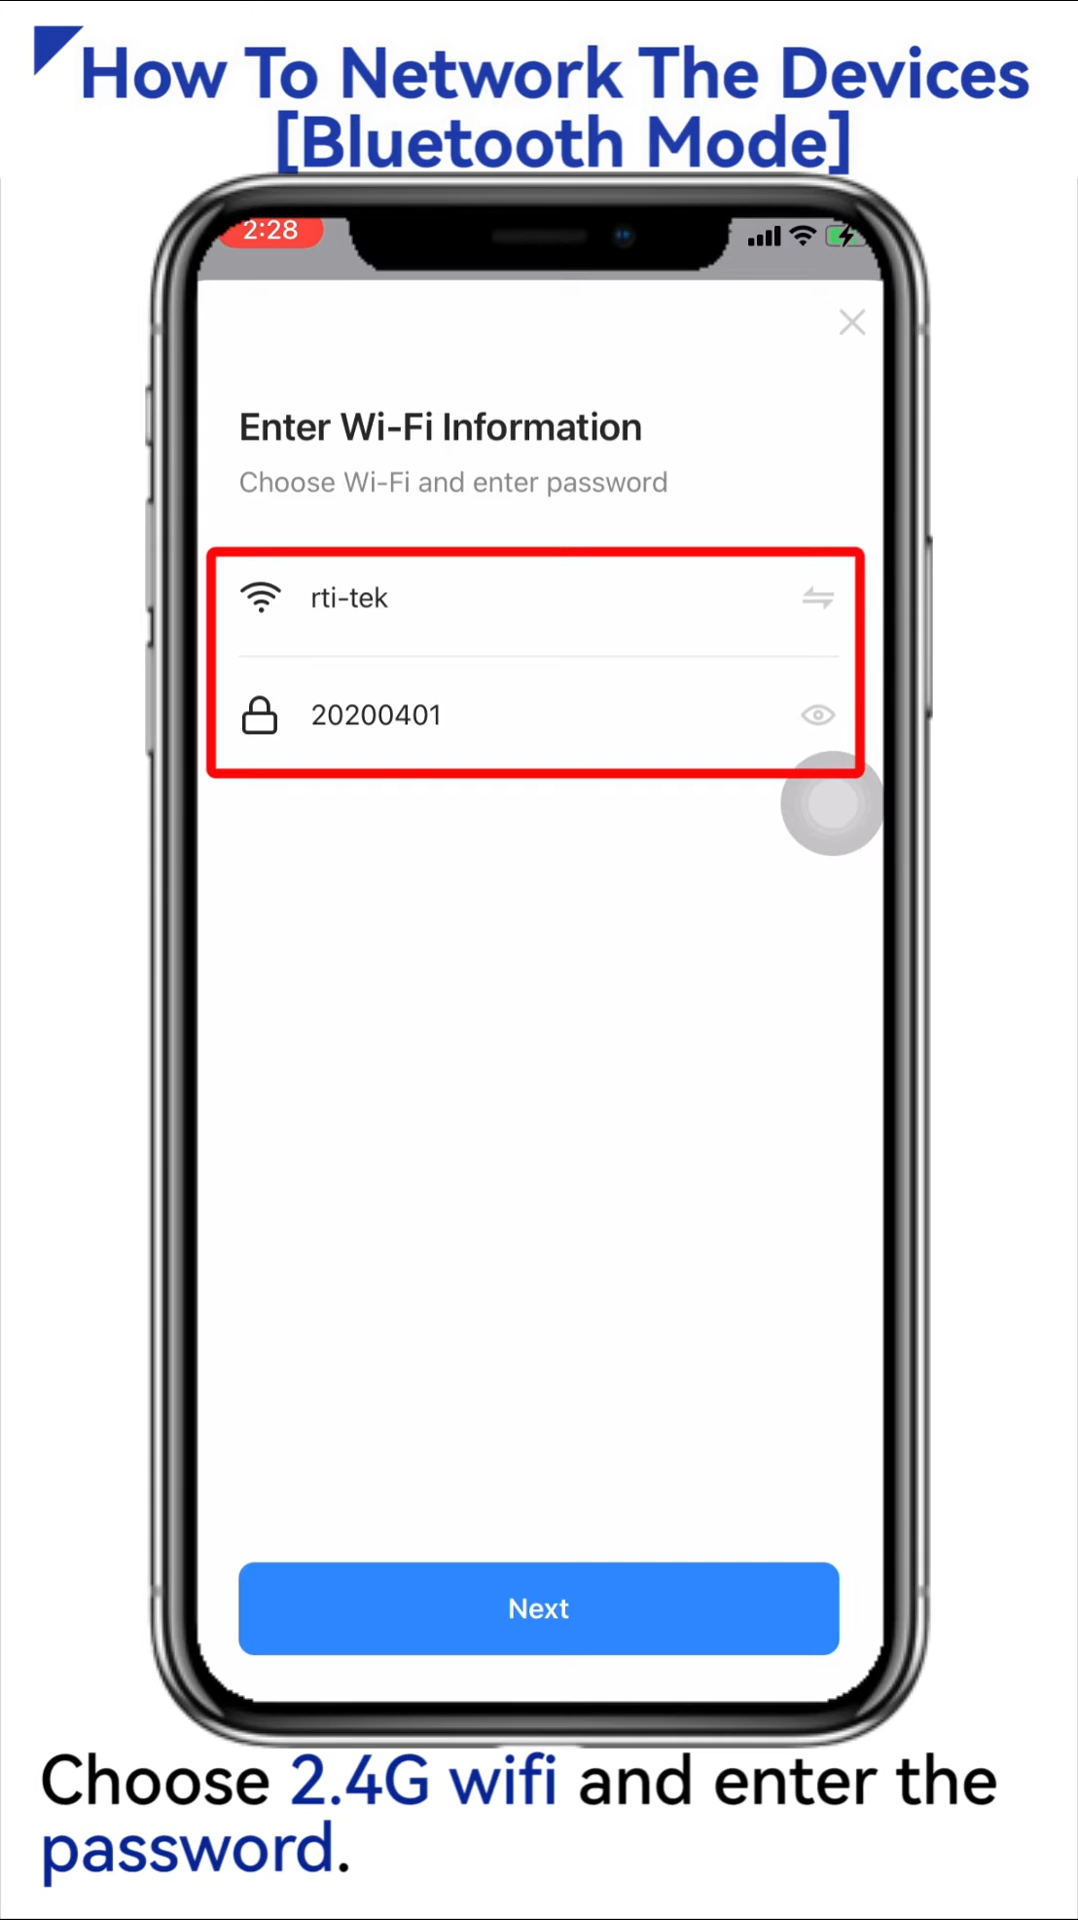 How To Network The Devices
[Bluetooth Mode]
2:28
Enter Wi-Fi Information
Choose Wi-Fi and enter password
rti-tek
20200401
Next
Choose 2.4G wifi and enter the
password.